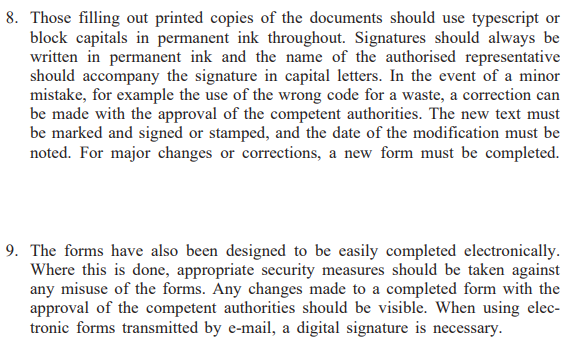 8. Those filling out printed copies of the documents should use typescript or
block capitals in permanent ink throughout. Signatures should always be
written in permanent ink and the name of the authorised representative
should accompany the signature in capital letters. In the event of a minor
mistake, for example the use of the wrong code for a waste, a correction can
be made with the approval of the competent authorities. The new text must
be marked and signed or stamped, and the date of the modification must be
noted. For major changes or corrections, a new form must be completed.
9. The forms have also been designed to be easily completed electronically.
Where this is done, appropriate security measures should be taken against
any misuse of the forms. Any changes made to a completed form with the
approval of the competent authorities should be visible. When using elec-
tronic forms transmitted by e-mail, a digital signature is necessary.